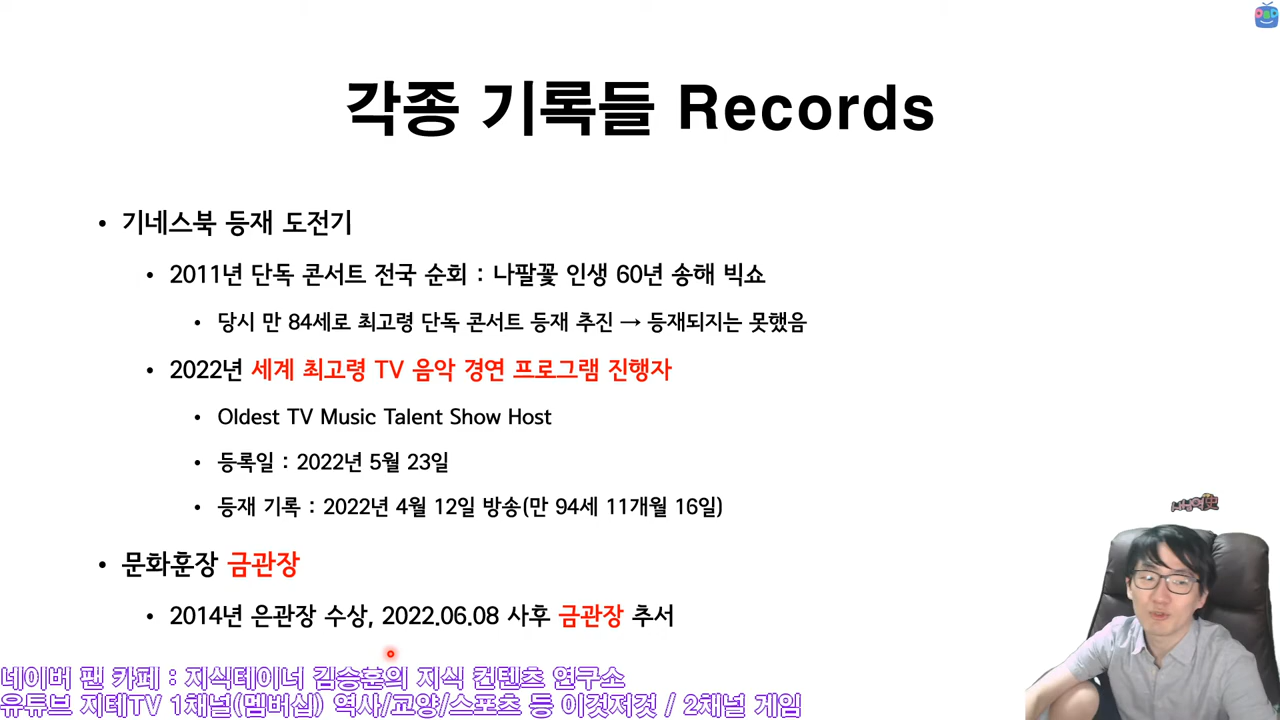 각종 기록들 Records
• 기네스북 등재 도전기
• 2011년 단독 콘서트 전국 순회 : 나팔꽃 인생 60년 송해 빅쇼
• 당시 만 84세로 최고령 단독 콘서트 등재 추진 → 등재되지는 못했음
• 2022년 세계 최고령 TV 음악 경연 프로그램 진행자
• Oldest TV Music Talent Show Host
• 등록일 : 2022년 5월 23일
• 등재 기록 : 2022년 4월 12일 방송(만 94세 11개월 16일)
• 문화훈장 금관장
• 2014년 은관장 수상, 2022.06.08 사후 금관장 추서
네이버 팬 카페 : 지식테이너 김승훈의 지식 컨텐츠 연구소
유튜브 지테TV 1채널(멤버십) 역사/교양/스포츠 등 이것저것 / 2채널 게임